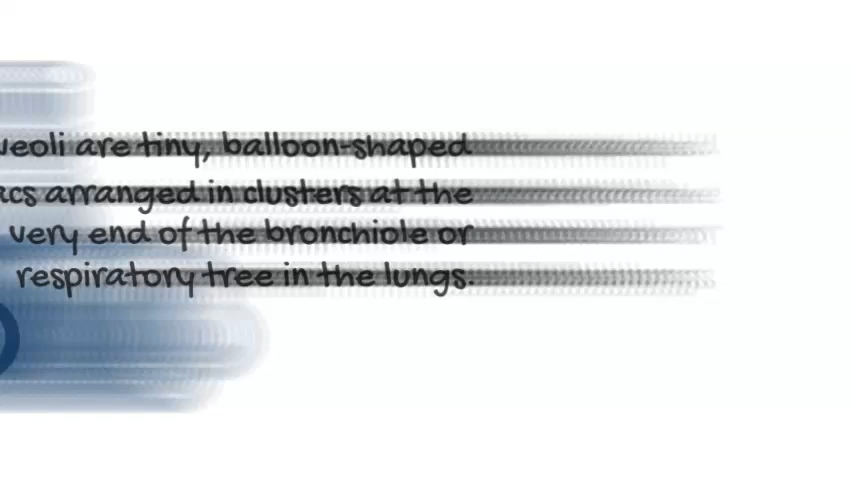 veoli are tiny, balloon-shaped
acs arranged in clusters at the
very end of the bronchiole or
respiratory tree in the lungs.